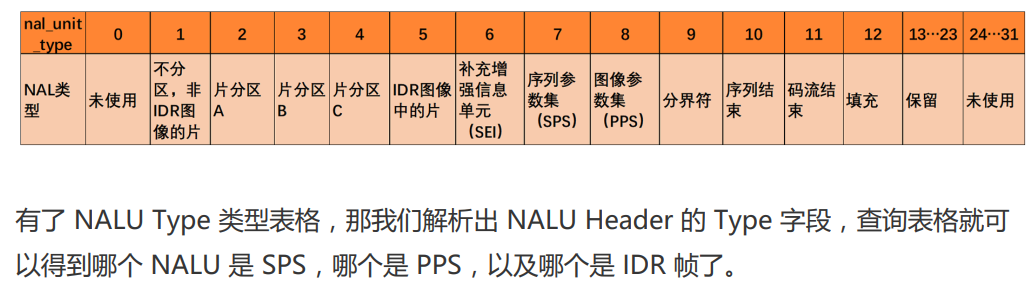 nal_unit_type 0 1 2 3 4 5 6 7 8 9 10 11 12 13…23 24…31
NAL类型 未使用 不分区，非IDR图像的片 片分区A 片分区B 片分区C IDR图像中的片 补充增强信息单元（SEI） 序列参数集（SPS） 图像参数集（PPS） 分界符 序列结束 码流结束 填充 保留 未使用
有了 NALU Type 类型表格，那我们解析出 NALU Header 的 Type 字段，查询表格就可
以得到哪个 NALU 是 SPS，哪个是 PPS，以及哪个是 IDR 帧了。